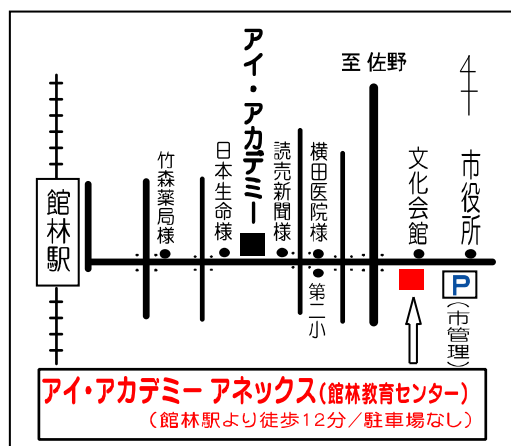 至 佐野
4
館林駅
竹森薬局様
日本生命様
アイ・アカデミー
読売新聞様
横田医院様
第二小
文化会館
市役所
P
(市管理)
アイ・アカデミー アネックス(館林教育センター)
(館林駅より徒歩12分/駐車場なし)